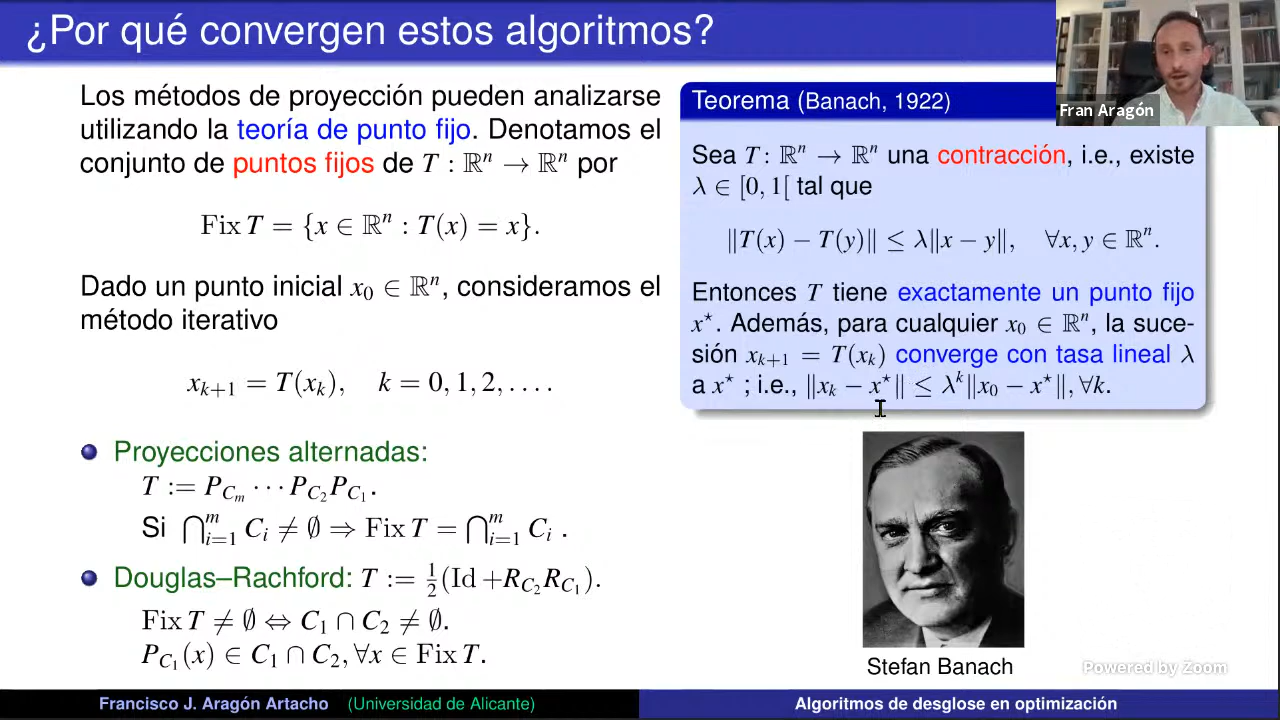 ¿Por qué convergen estos algoritmos?
Fran Aragón
Los métodos de proyección pueden analizarse
utilizando la teoría de punto fijo. Denotamos el
conjunto de puntos fijos de T : ℝⁿ → ℝⁿ por
Fix T = {x ∈ ℝⁿ : T(x) = x}.
Dado un punto inicial x₀ ∈ ℝⁿ, consideramos el
método iterativo
xₖ₊₁ = T(xₖ), k = 0, 1, 2, . . . .
Proyecciones alternadas:
T := P_{C_m} ··· P_{C_2}P_{C_1}.
Si ⋂_{i=1}^m C_i ≠ ∅ ⇒ Fix T = ⋂_{i=1}^m C_i .
Douglas–Rachford: T := ½(Id +R_{C_2}R_{C_1}).
Fix T ≠ ∅ ⇔ C₁ ∩ C₂ ≠ ∅.
P_{C_1}(x) ∈ C₁ ∩ C₂, ∀x ∈ Fix T.
Teorema (Banach, 1922)
Sea T : ℝⁿ → ℝⁿ una contracción, i.e., existe
λ ∈ [0, 1[ tal que
‖T(x) − T(y)‖ ≤ λ‖x − y‖, ∀x, y ∈ ℝⁿ.
Entonces T tiene exactamente un punto fijo
x⋆. Además, para cualquier x₀ ∈ ℝⁿ, la suce-
sión xₖ₊₁ = T(xₖ) converge con tasa lineal λ
a x⋆ ; i.e., ‖xₖ − x⋆‖ ≤ λᵏ‖x₀ − x⋆‖, ∀k.
Stefan Banach
Powered by Zoom
Francisco J. Aragón Artacho (Universidad de Alicante)
Algoritmos de desglose en optimización